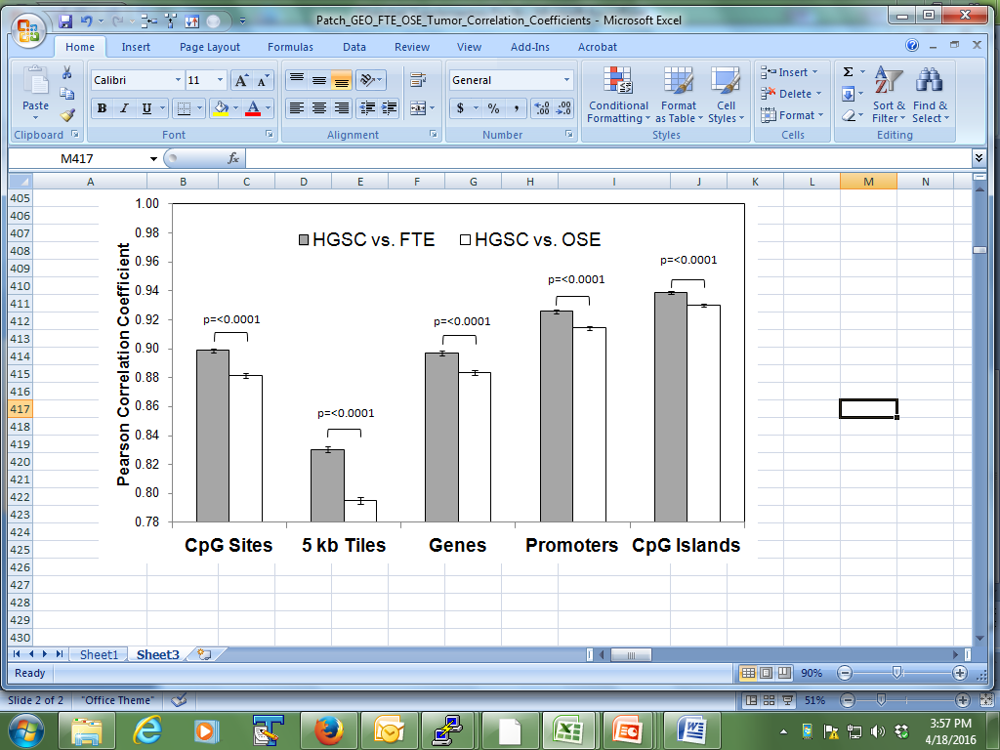 Patch_GEO_FTE_OSE_Tumor_Correlation_Coefficients - Microsoft Excel
Home Insert Page Layout Formulas Data Review View Add-Ins Acrobat
Paste
Calibri 11
B I U
General
$ % ,
Conditional Formatting
Format as Table
Cell Styles
Insert
Delete
Format
Σ
Sort & Filter
Find & Select
Clipboard Font Alignment Number Styles Cells Editing
M417 fx
A B C D E F G H I J K L M N
405
406
407
408
409
410
411
412
413
414
415
416
417
418
419
420
421
422
423
424
425
426
427
428
429
430
Pearson Correlation Coefficient
1.00
0.98
0.96
0.94
0.92
0.90
0.88
0.86
0.84
0.82
0.80
0.78
HGSC vs. FTE HGSC vs. OSE
p=<0.0001
p=<0.0001
p=<0.0001
p=<0.0001
p=<0.0001
CpG Sites 5 kb Tiles Genes Promoters CpG Islands
Sheet1 Sheet3
Ready 90%
Slide 2 of 2 "Office Theme" 51%
3:57 PM
4/18/2016